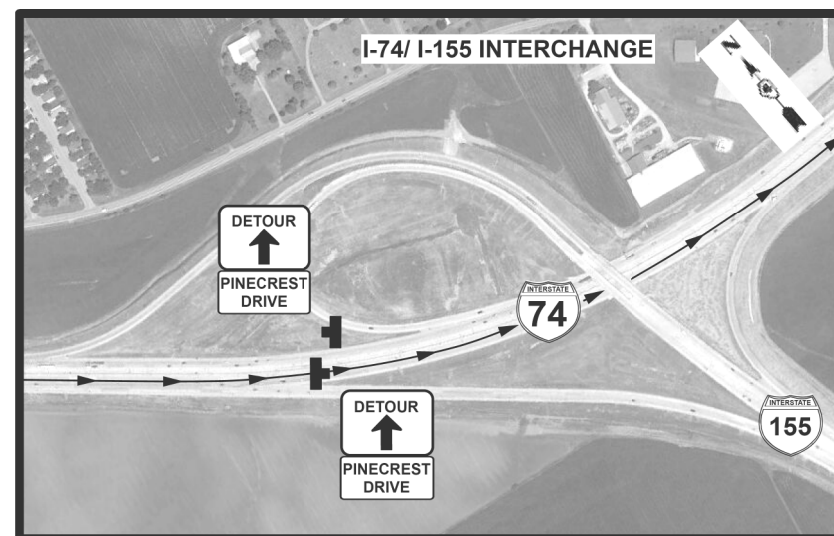 I-74/ I-155 INTERCHANGE
N
DETOUR
PINECREST
DRIVE
INTERSTATE
74
DETOUR
PINECREST
DRIVE
INTERSTATE
155